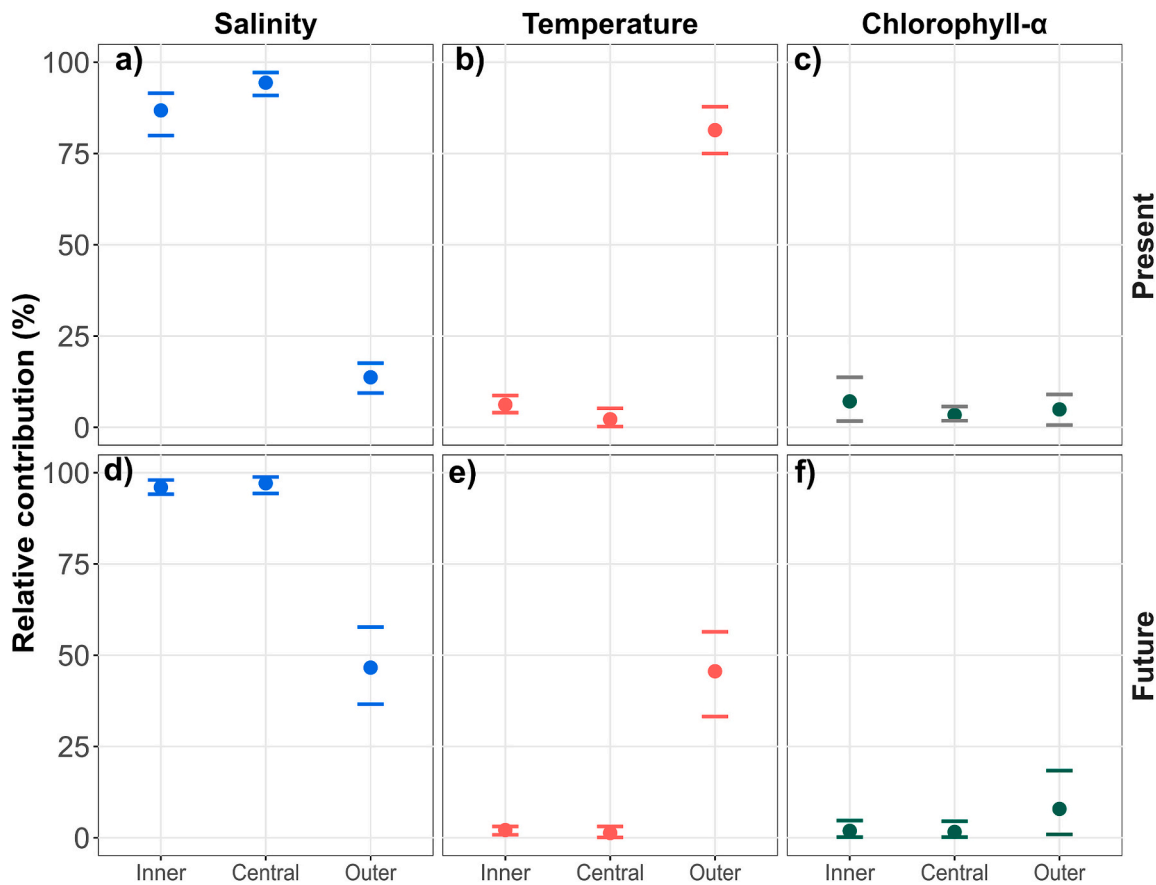 Salinity Temperature Chlorophyll-α
a) b) c)
100
75
50
25
0
Present
Relative contribution (%)
d) e) f)
100
75
50
25
0
Future
Inner Central Outer Inner Central Outer Inner Central Outer